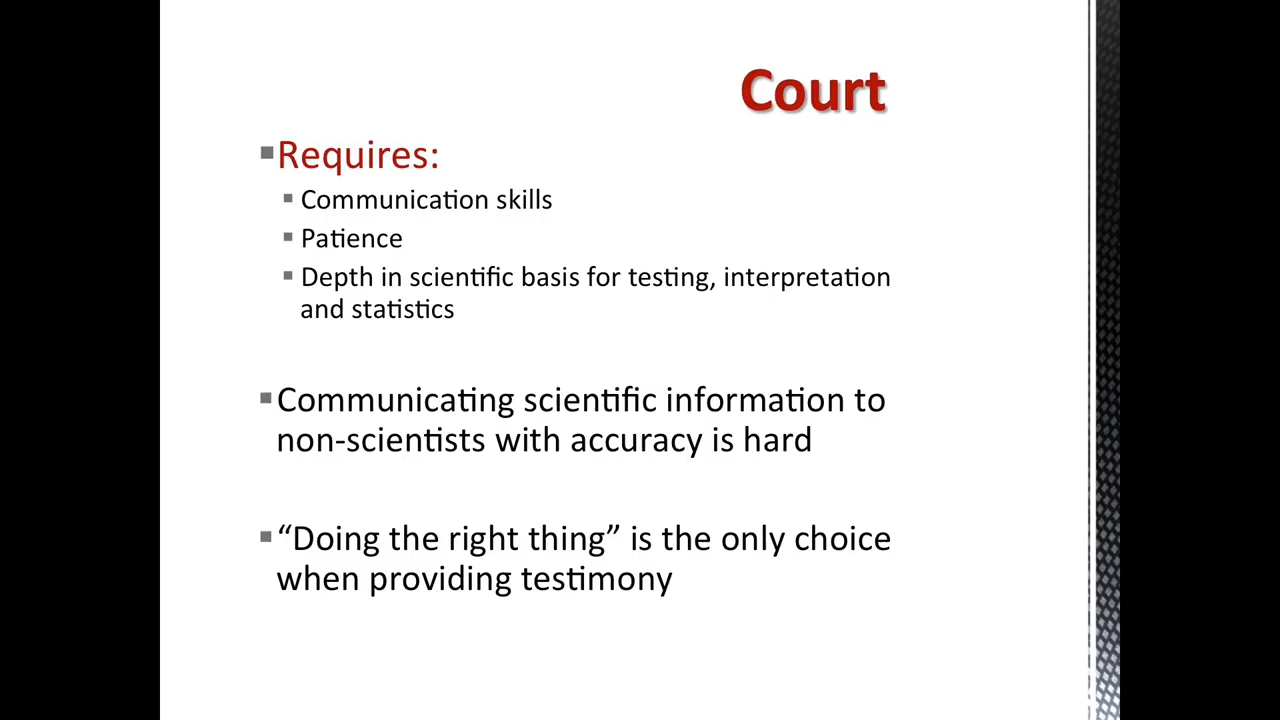 Court
Requires:
Communication skills
Patience
Depth in scientific basis for testing, interpretation
and statistics
Communicating scientific information to
non-scientists with accuracy is hard
“Doing the right thing” is the only choice
when providing testimony